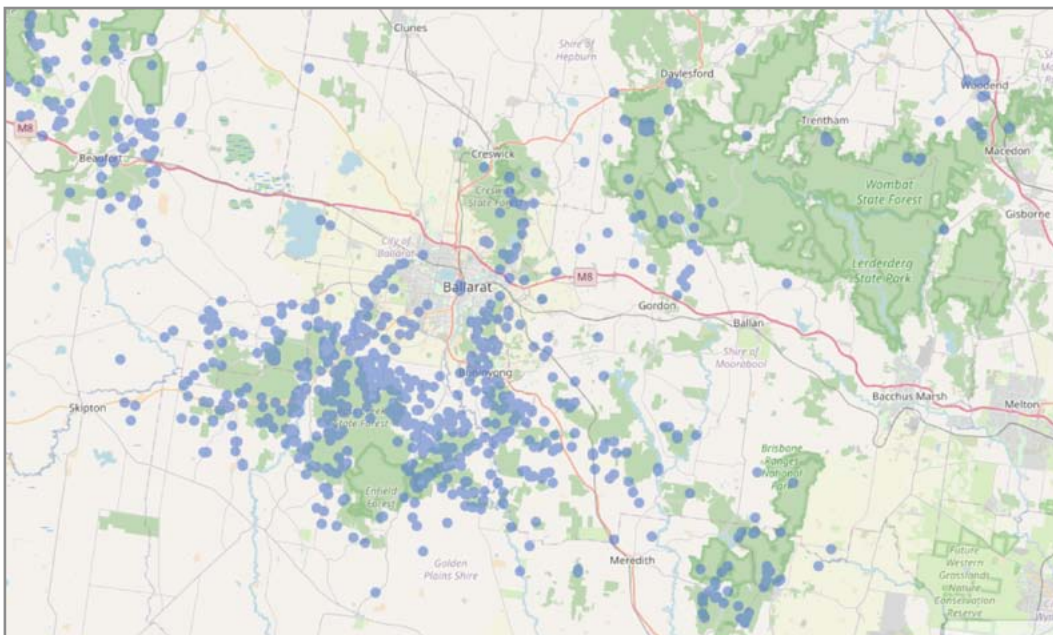 Clunes
Shire of
Hepburn
Daylesford
Woodend
M8
Trentham
Beaufort
Creswick
Macedon
Creswick
State Forest
Wombat
State Forest
Gisborne
City of
Ballarat
Lerderderg
State Park
M8
Ballarat
Gordon
Ballan
Shire of
Moorabool
Buninyong
Skipton
State Forest
Bacchus Marsh
Melton
Brisbane
Ranges
National
Park
Enfield
Forest
Golden
Plains Shire
Meredith
Future
Western
Grasslands
Nature
Conservation
Reserve